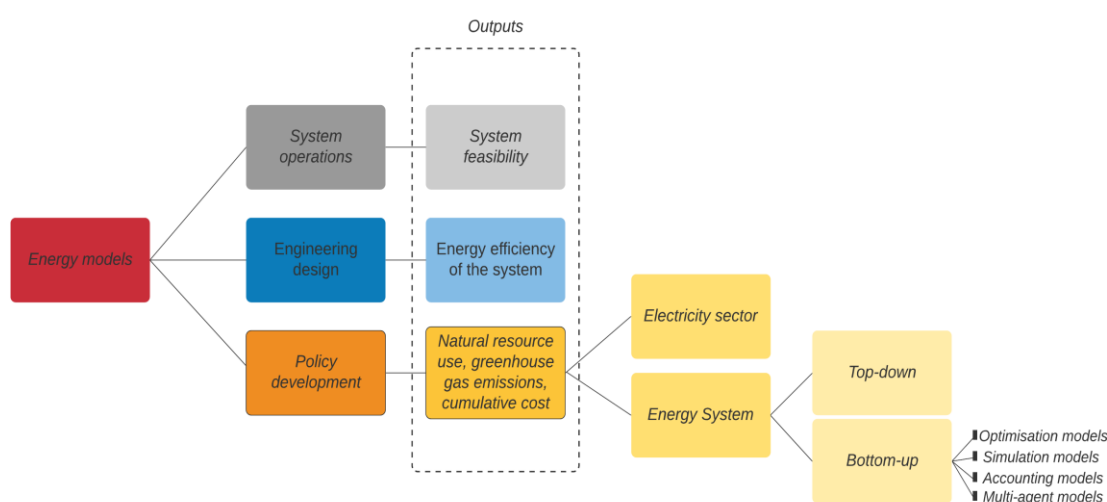 Outputs
System
operations
System
feasibility
Energy models
Engineering
design
Energy efficiency
of the system
Policy
development
Natural resource
use, greenhouse
gas emissions,
cumulative cost
Electricity sector
Energy System
Top-down
Bottom-up
Optimisation models
Simulation models
Accounting models
Multi-agent models